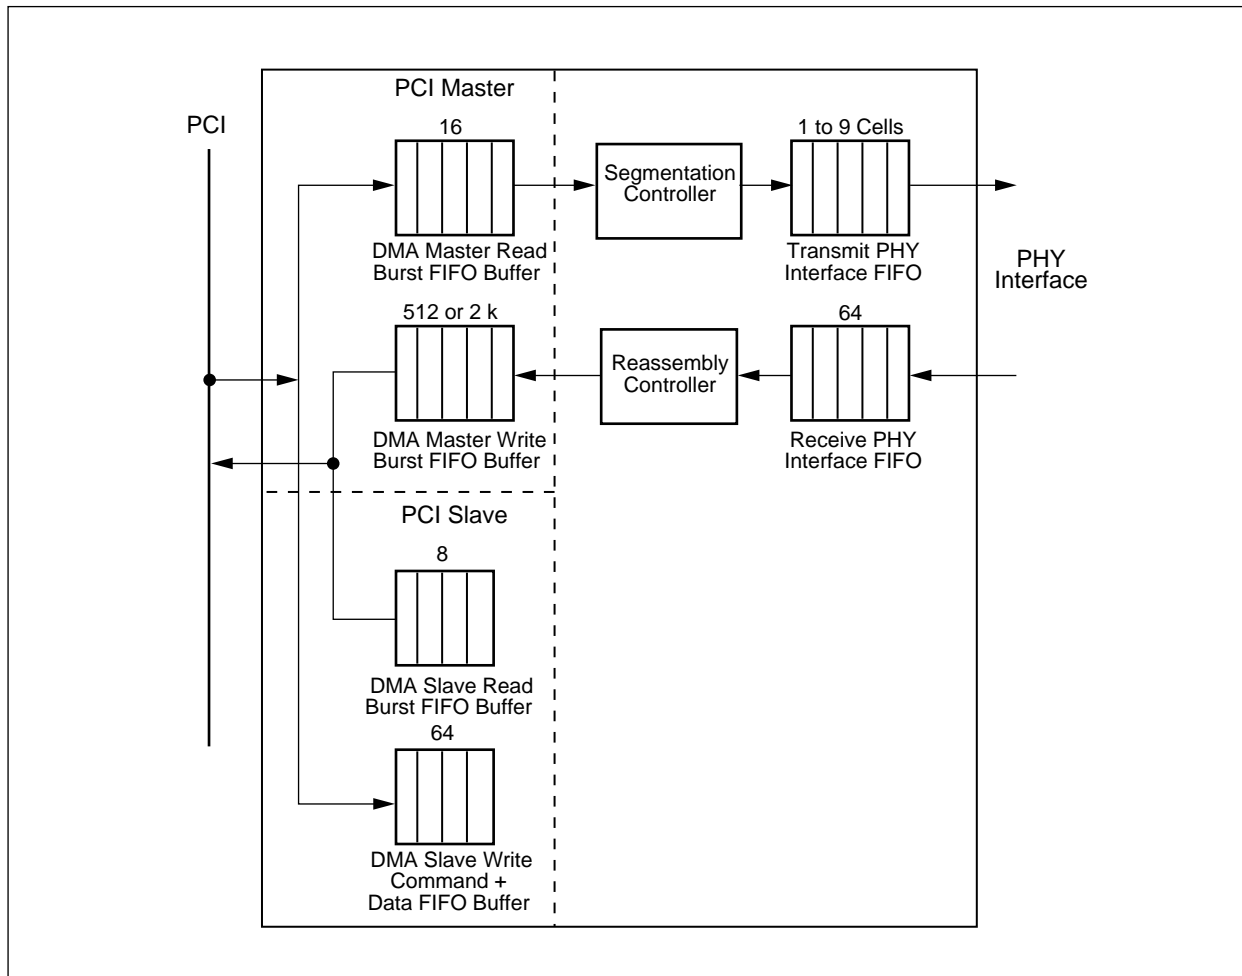 PCI Master
PCI
16
1 to 9 Cells
Segmentation
Controller
DMA Master Read
Burst FIFO Buffer
Transmit PHY
Interface FIFO
PHY
Interface
512 or 2 k
64
Reassembly
Controller
DMA Master Write
Burst FIFO Buffer
Receive PHY
Interface FIFO
PCI Slave
8
DMA Slave Read
Burst FIFO Buffer
64
DMA Slave Write
Command +
Data FIFO Buffer